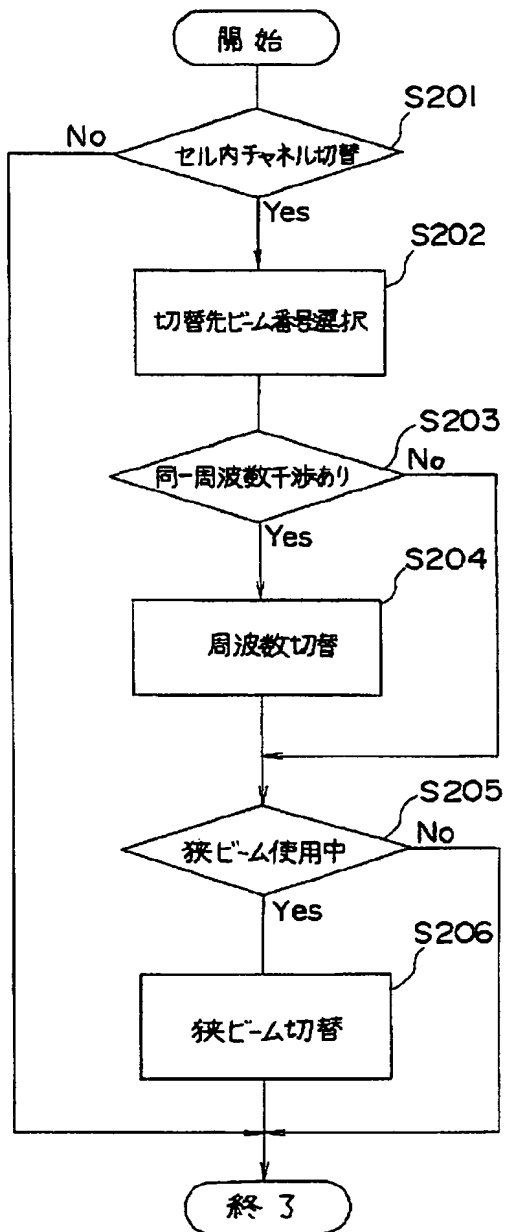 開始
S201
No
セル内チャネル切替
Yes
S202
切替先ビーム番号選択
S203
同一周波数干渉あり
No
Yes
S204
周波数切替
S205
狭ビーム使用中
No
Yes
S206
狭ビーム切替
終了